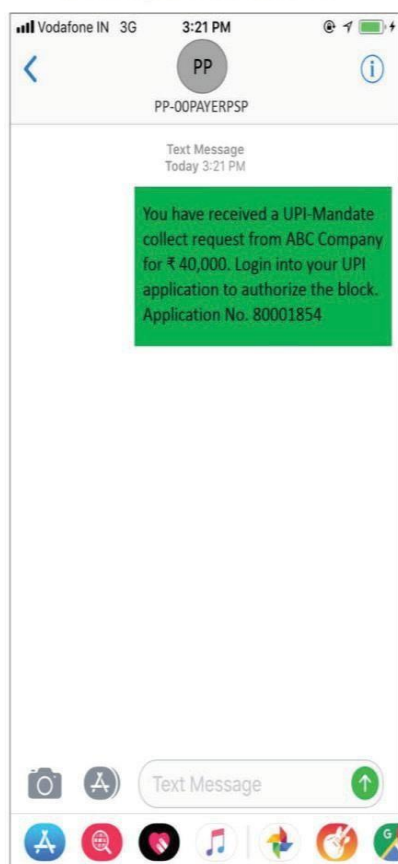 Vodafone IN 3G 3:21 PM
PP
PP-00PAYERPSP
Text Message
Today 3:21 PM
You have received a UPI-Mandate
collect request from ABC Company
for ₹ 40,000. Login into your UPI
application to authorize the block.
Application No. 80001854
Text Message
G